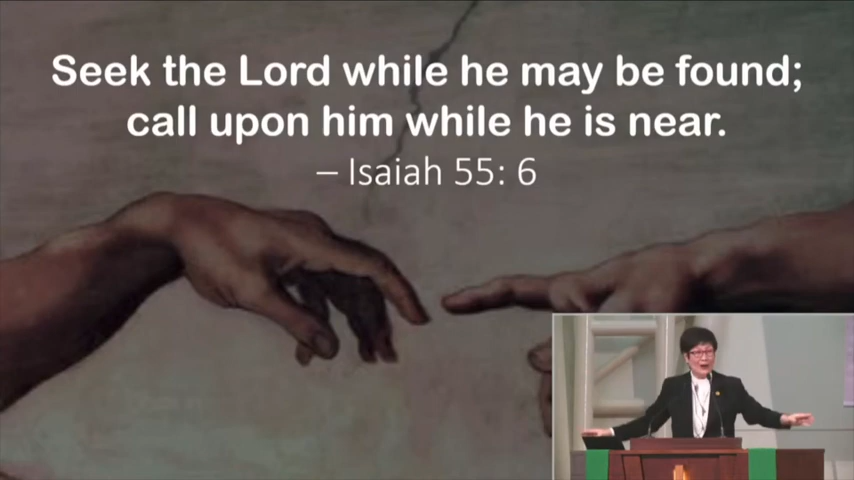 Seek the Lord while he may be found;
call upon him while he is near.
– Isaiah 55: 6